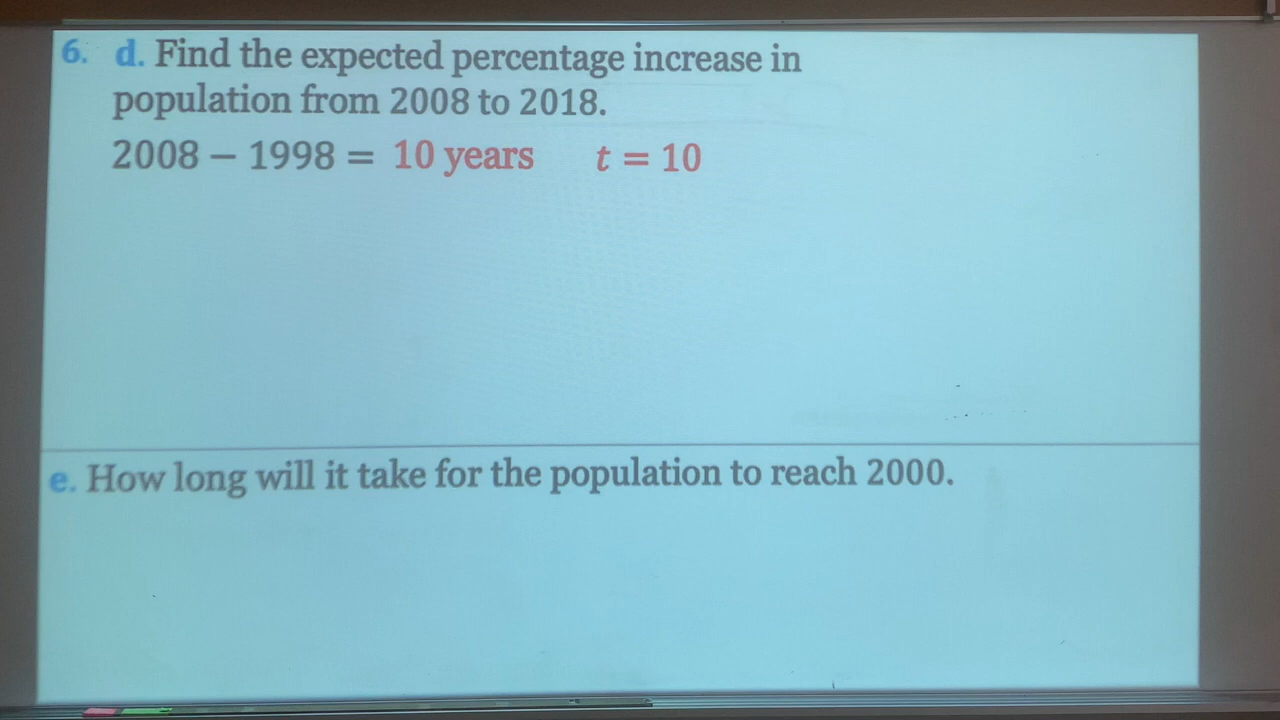 6. d. Find the expected percentage increase in
population from 2008 to 2018.
2008 – 1998 = 10 years t = 10
e. How long will it take for the population to reach 2000.